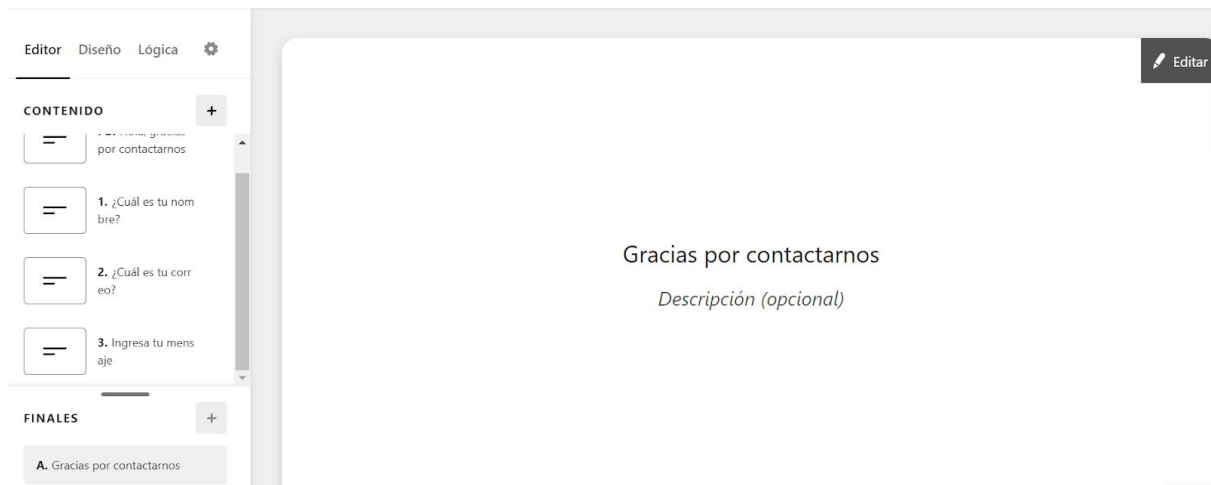 Editor Diseño Lógica
Editar
CONTENIDO +
por contactarnos
1. ¿Cuál es tu nom
bre?
2. ¿Cuál es tu corr
eo?
3. Ingresa tu mens
aje
Gracias por contactarnos
Descripción (opcional)
FINALES +
A. Gracias por contactarnos